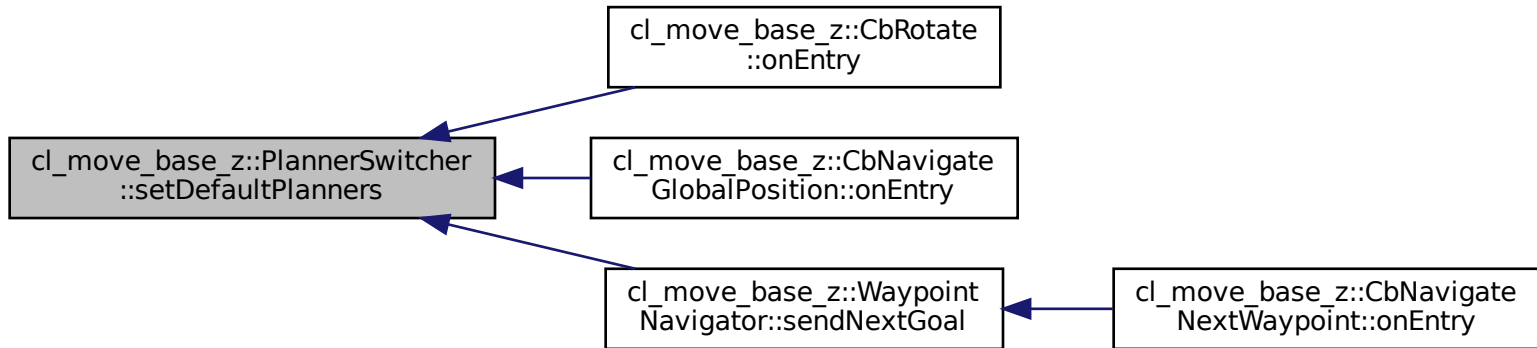 cl_move_base_z::CbRotate
::onEntry
cl_move_base_z::PlannerSwitcher
::setDefaultPlanners
cl_move_base_z::CbNavigate
GlobalPosition::onEntry
cl_move_base_z::Waypoint
Navigator::sendNextGoal
cl_move_base_z::CbNavigate
NextWaypoint::onEntry